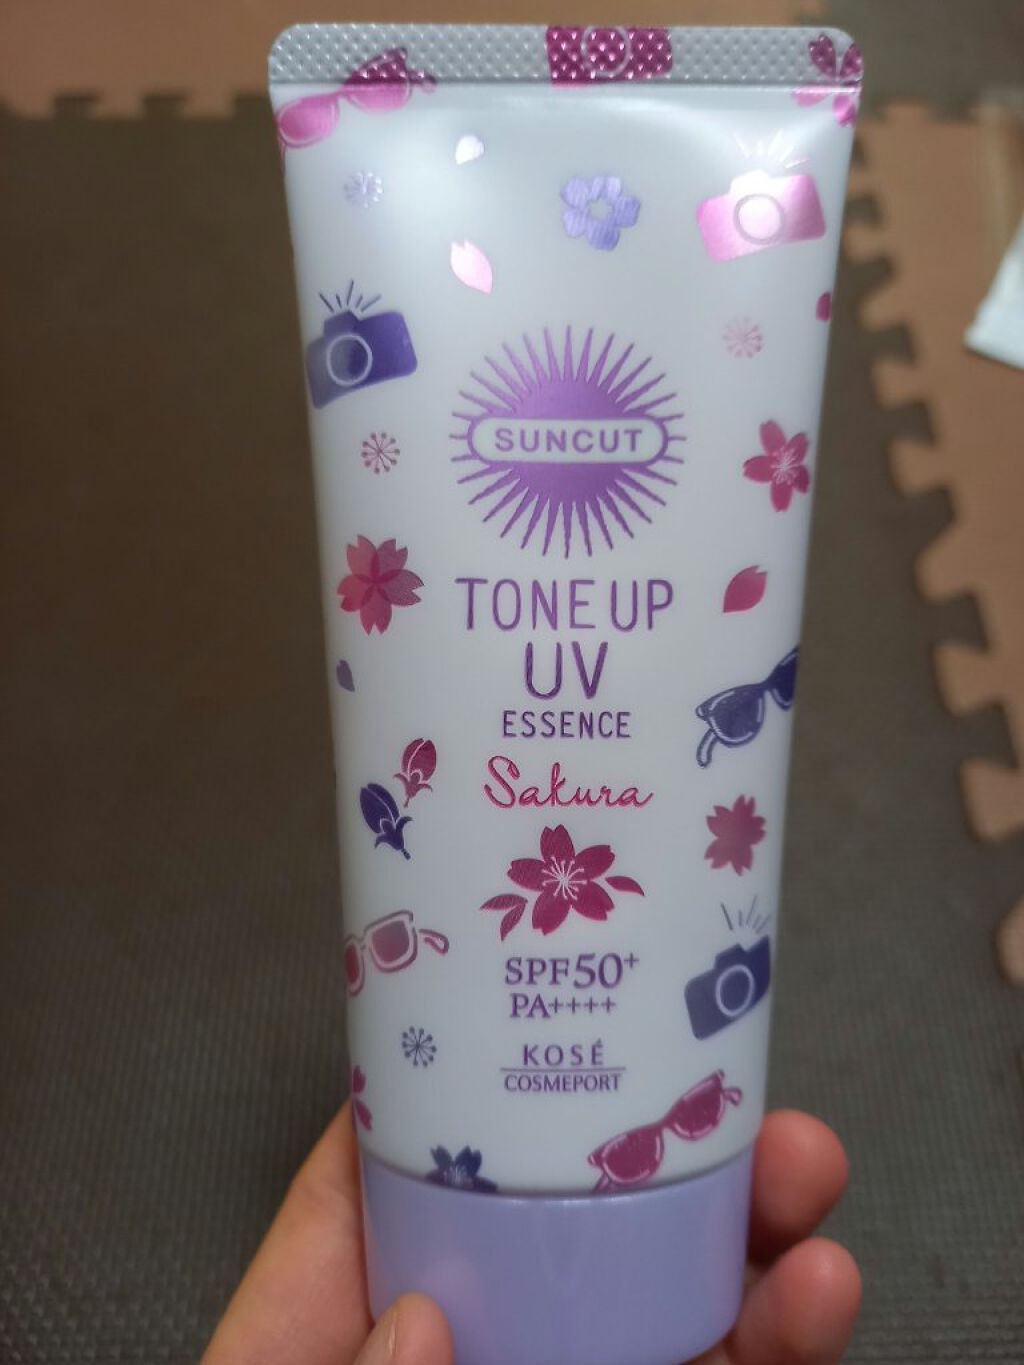 SUNCUT
TONE UP
UV
ESSENCE
Sakura
SPF50+
PA++++
KOSÉ
COSMEPORT